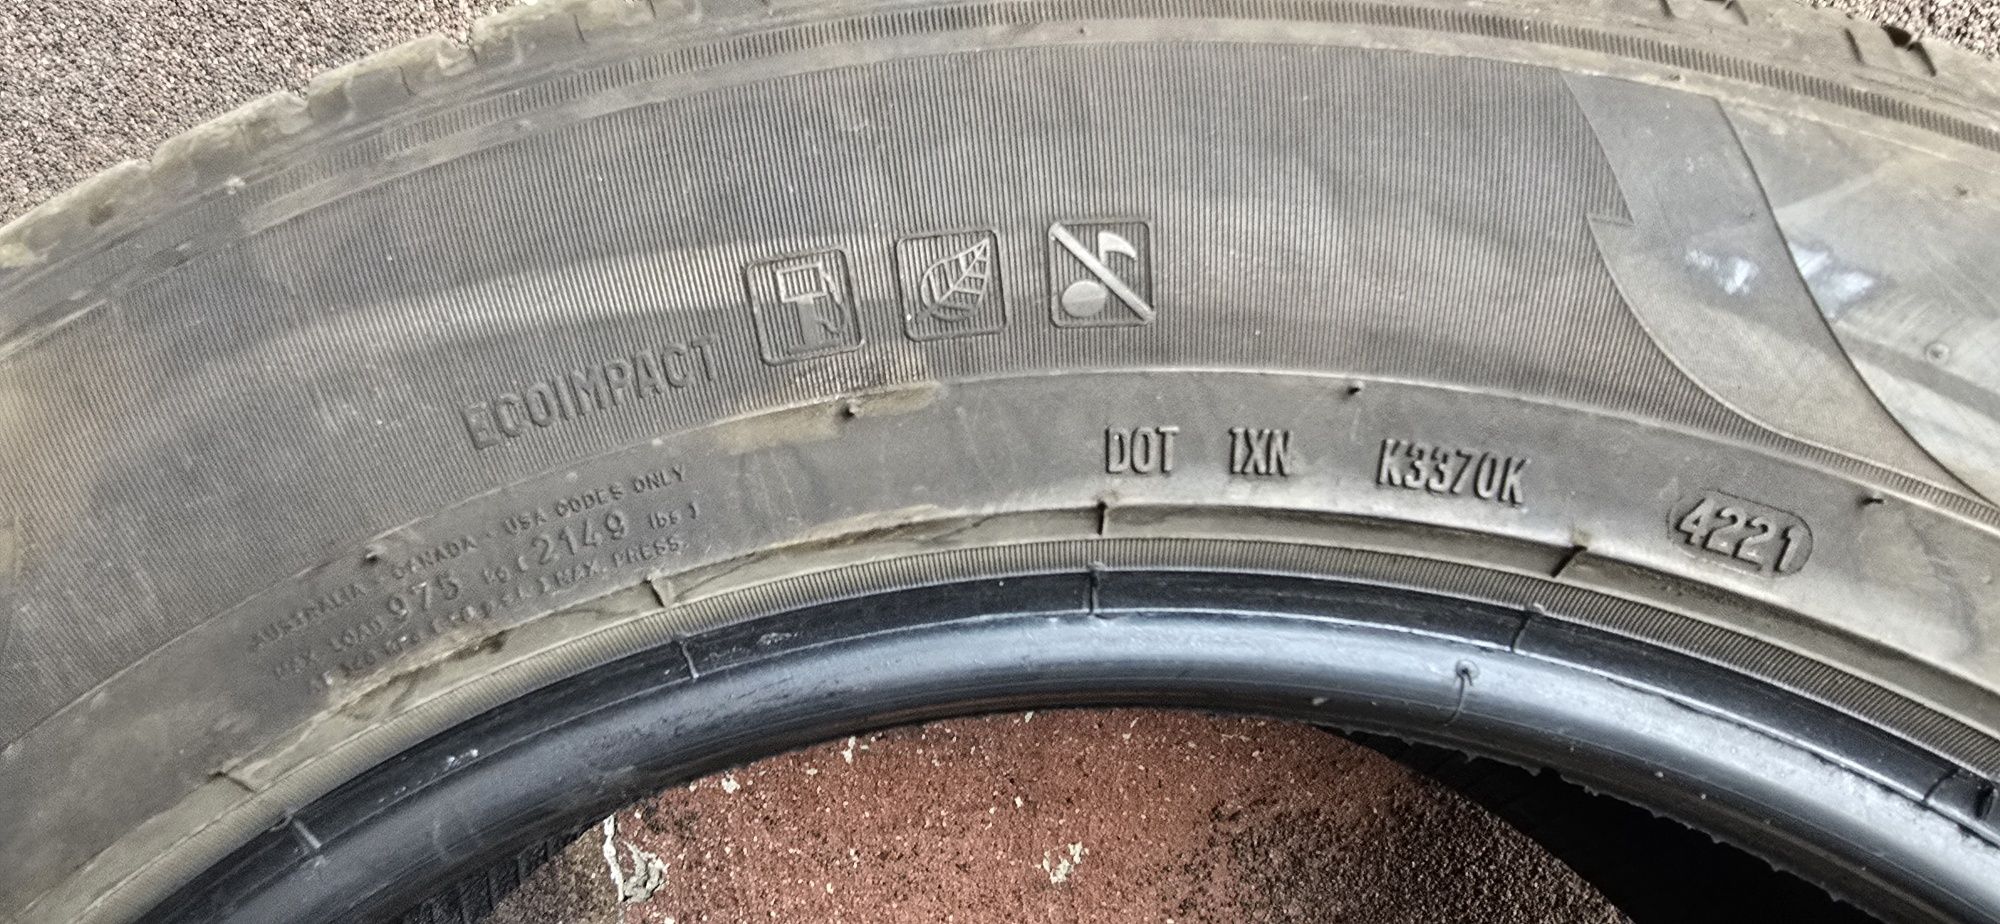 ECOIMPACT
DOT 1XN K3370K 4221
AUSTRALIA - CANADA - USA CODES ONLY
MAX. LOAD 975 kg (2149 lbs)
MAX. PRESS.